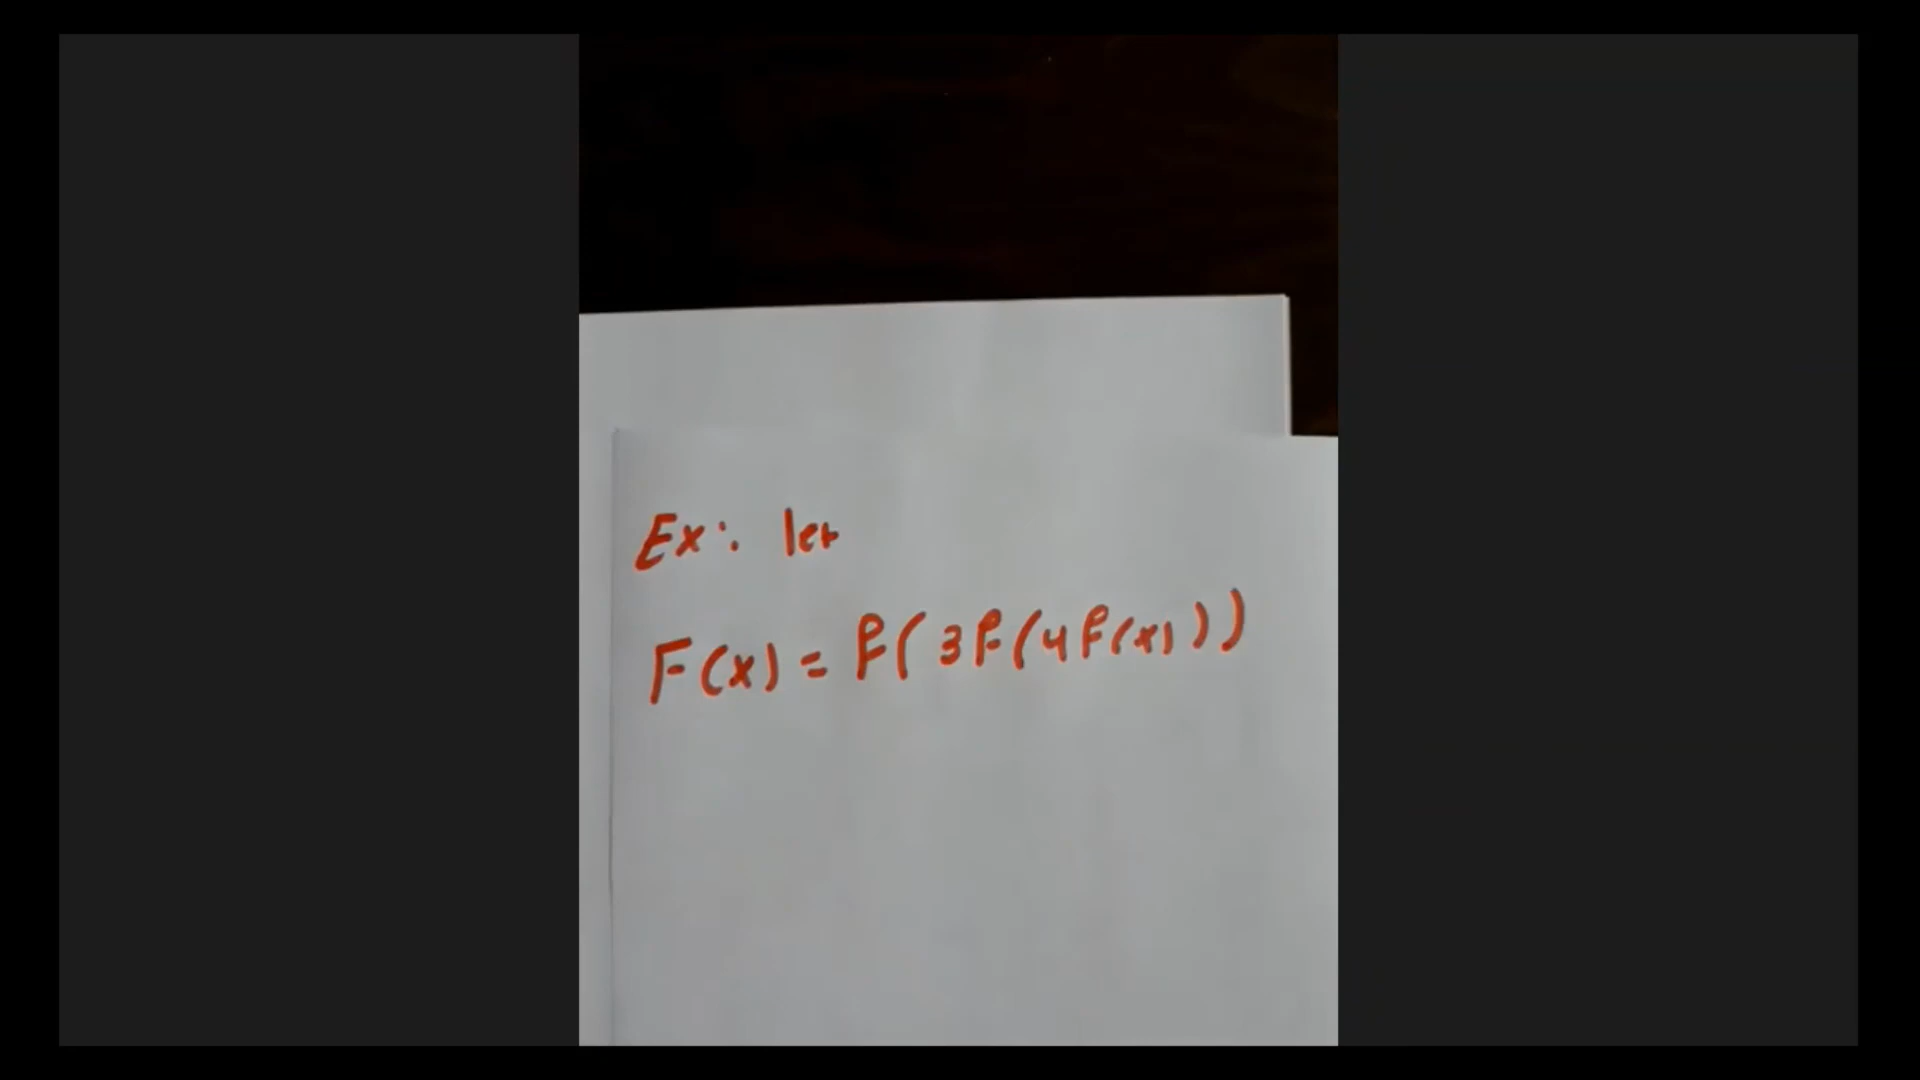 Ex: let
F(x) = f(3f(4f(x)))